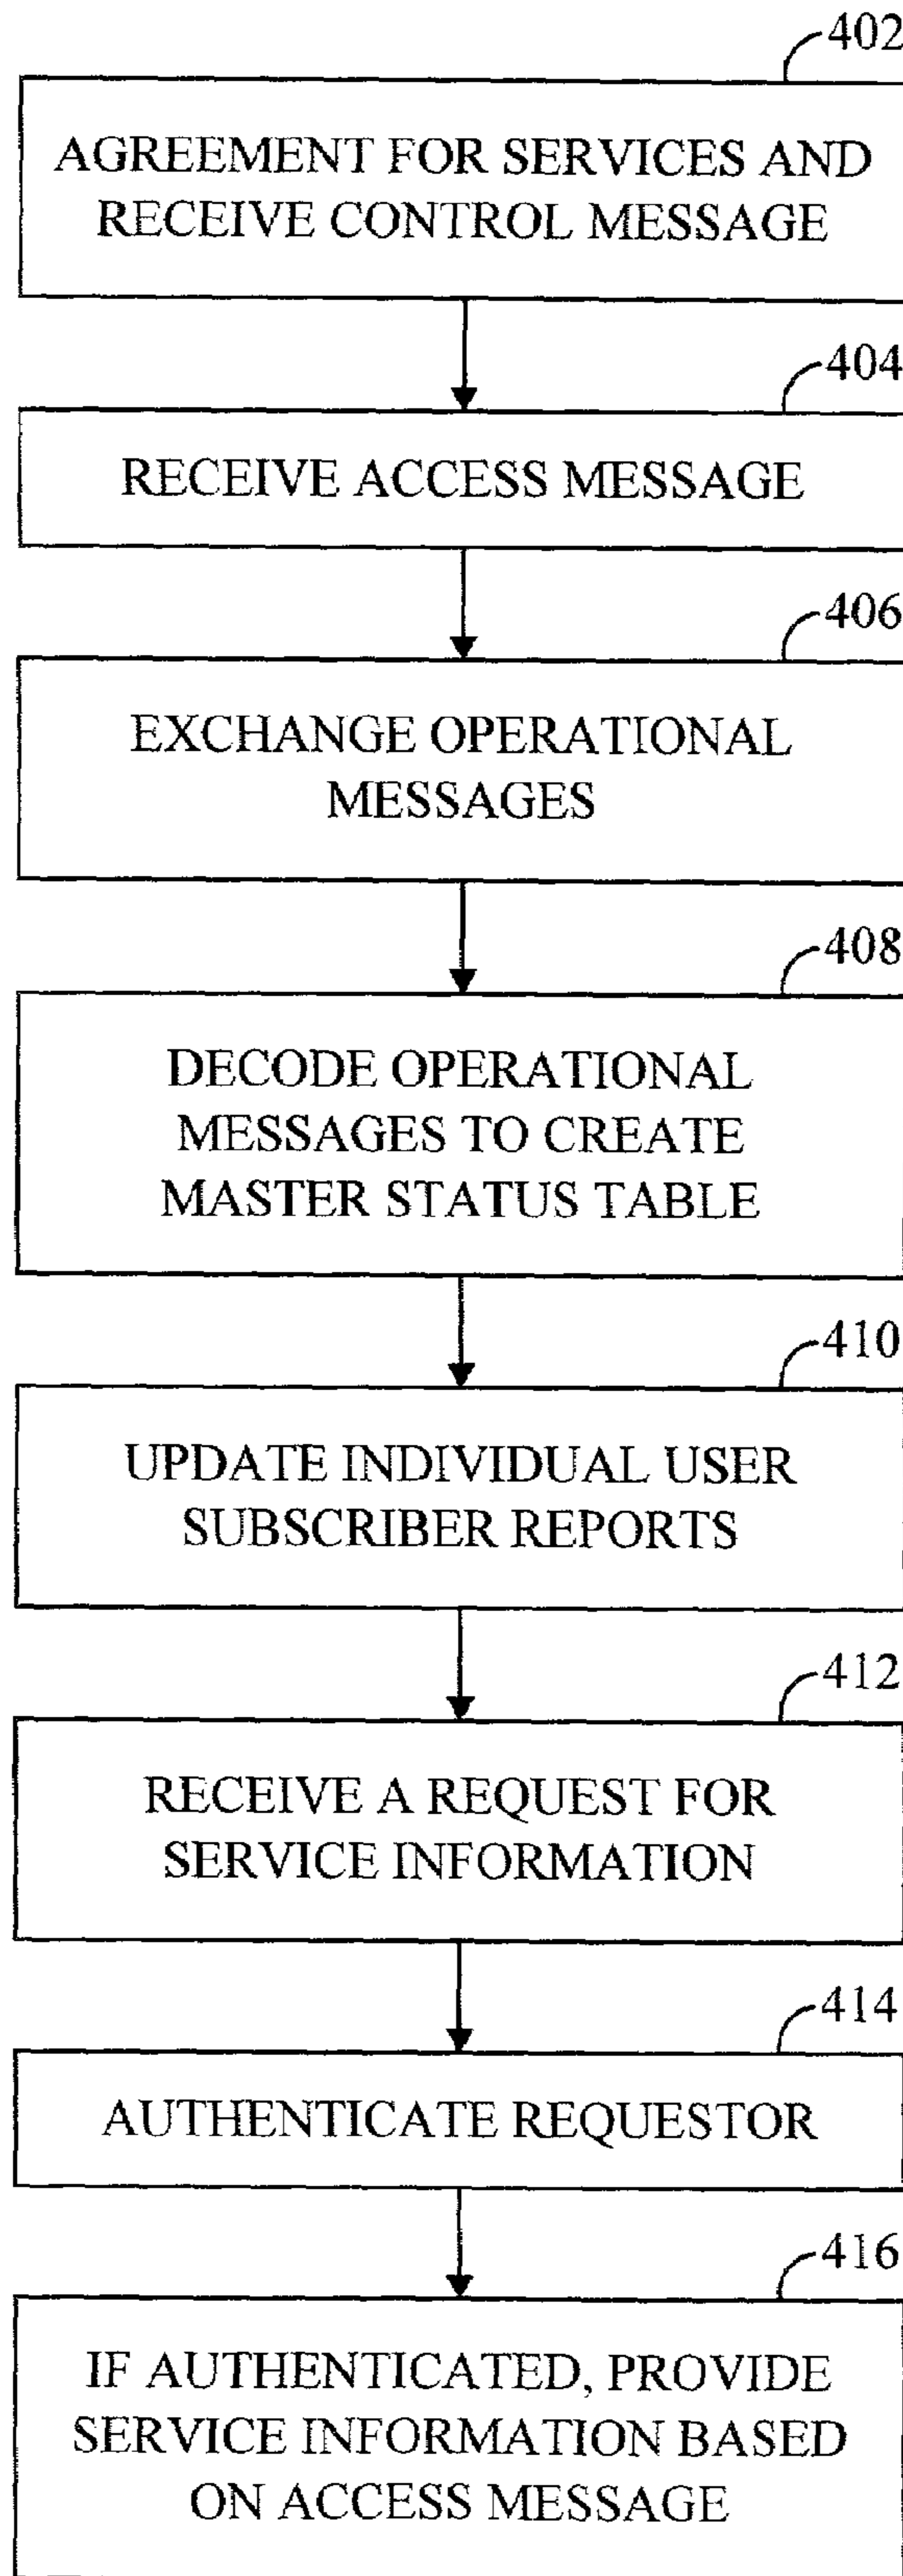 402
AGREEMENT FOR SERVICES AND
RECEIVE CONTROL MESSAGE
404
RECEIVE ACCESS MESSAGE
406
EXCHANGE OPERATIONAL
MESSAGES
408
DECODE OPERATIONAL
MESSAGES TO CREATE
MASTER STATUS TABLE
410
UPDATE INDIVIDUAL USER
SUBSCRIBER REPORTS
412
RECEIVE A REQUEST FOR
SERVICE INFORMATION
414
AUTHENTICATE REQUESTOR
416
IF AUTHENTICATED, PROVIDE
SERVICE INFORMATION BASED
ON ACCESS MESSAGE